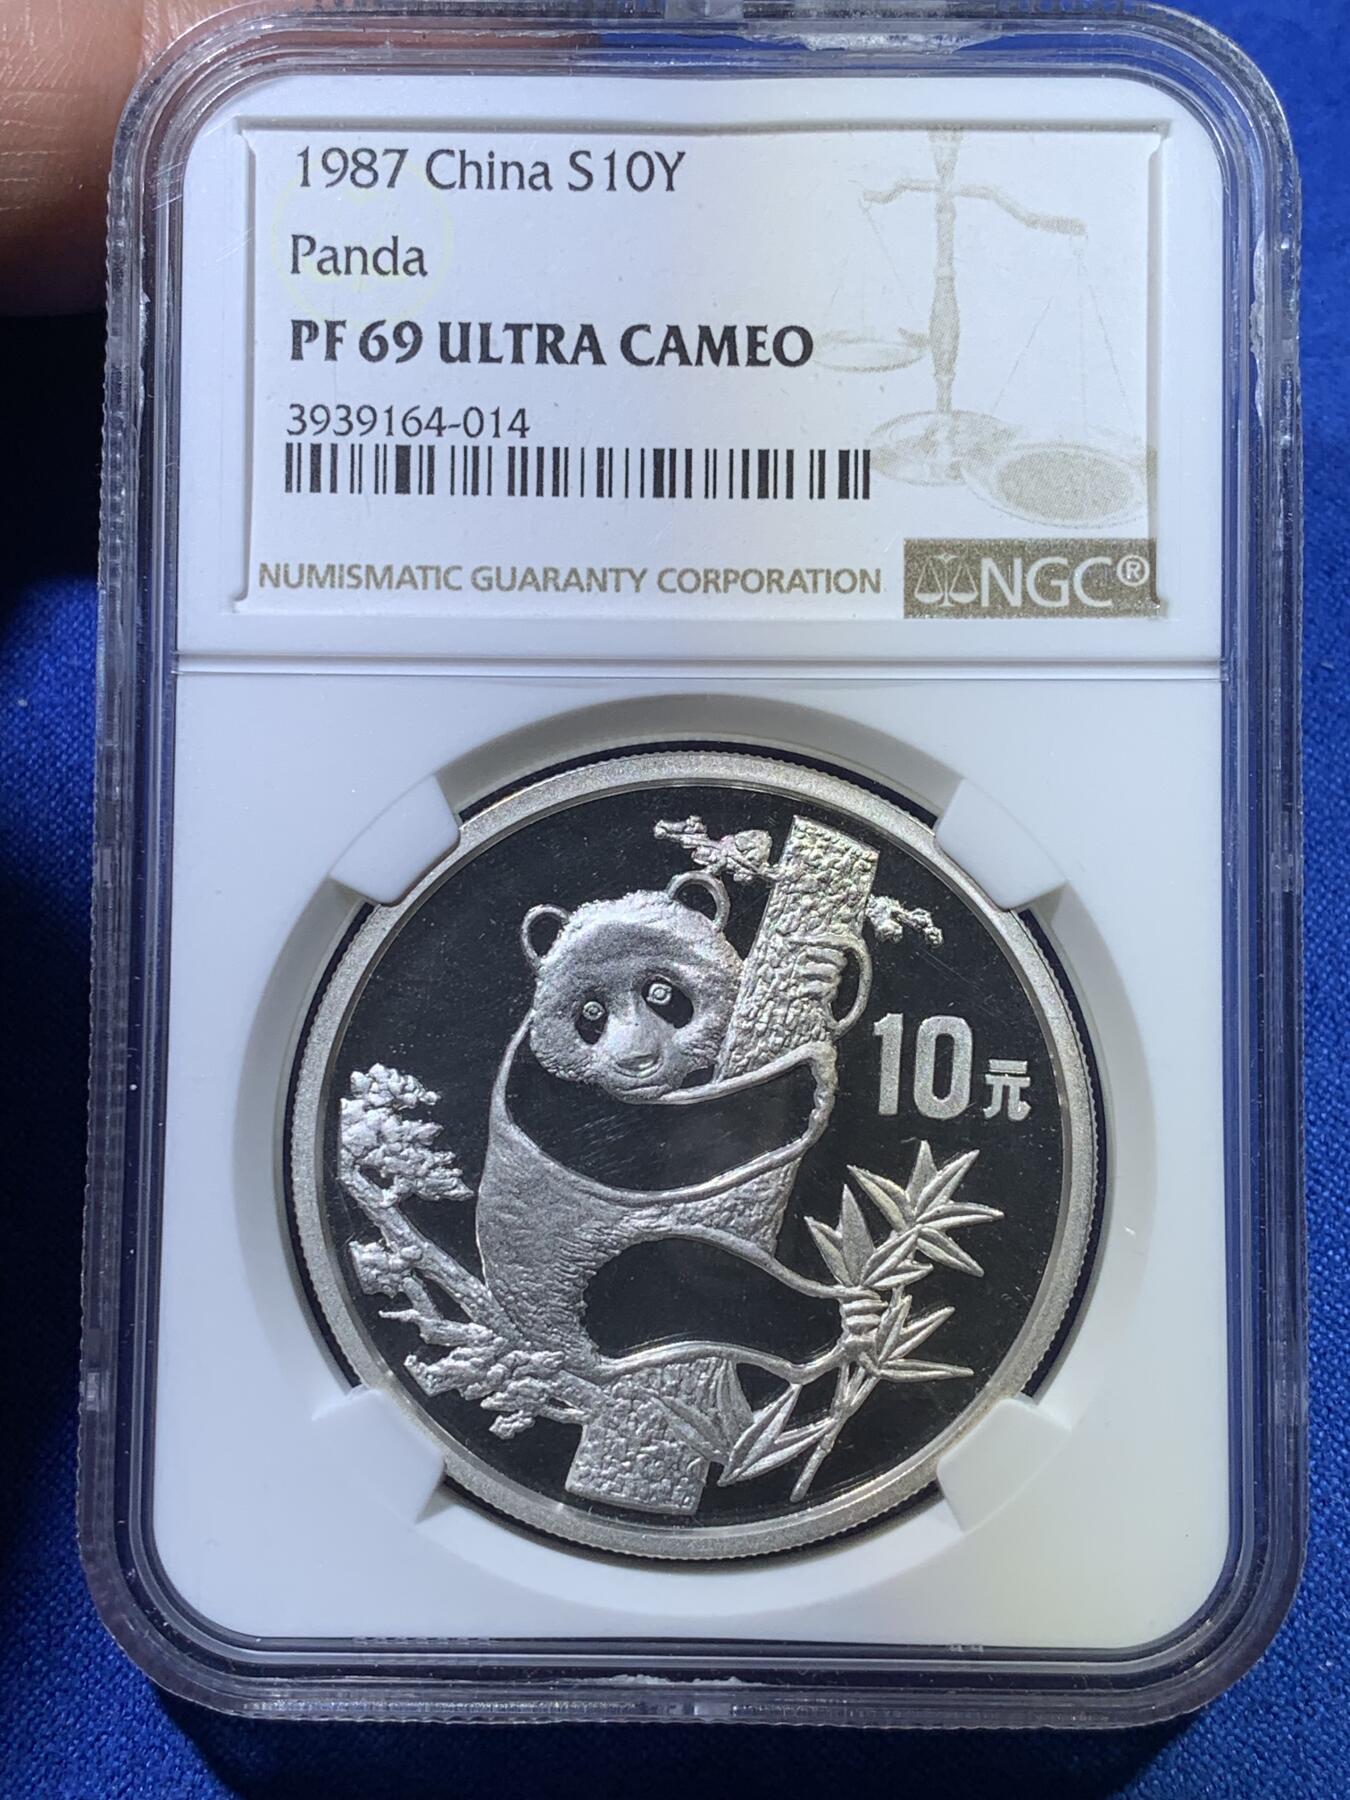 1987 China S10Y
Panda
PF 69 ULTRA CAMEO
3939164-014
NUMISMATIC GUARANTY CORPORATION
NGC®
10元